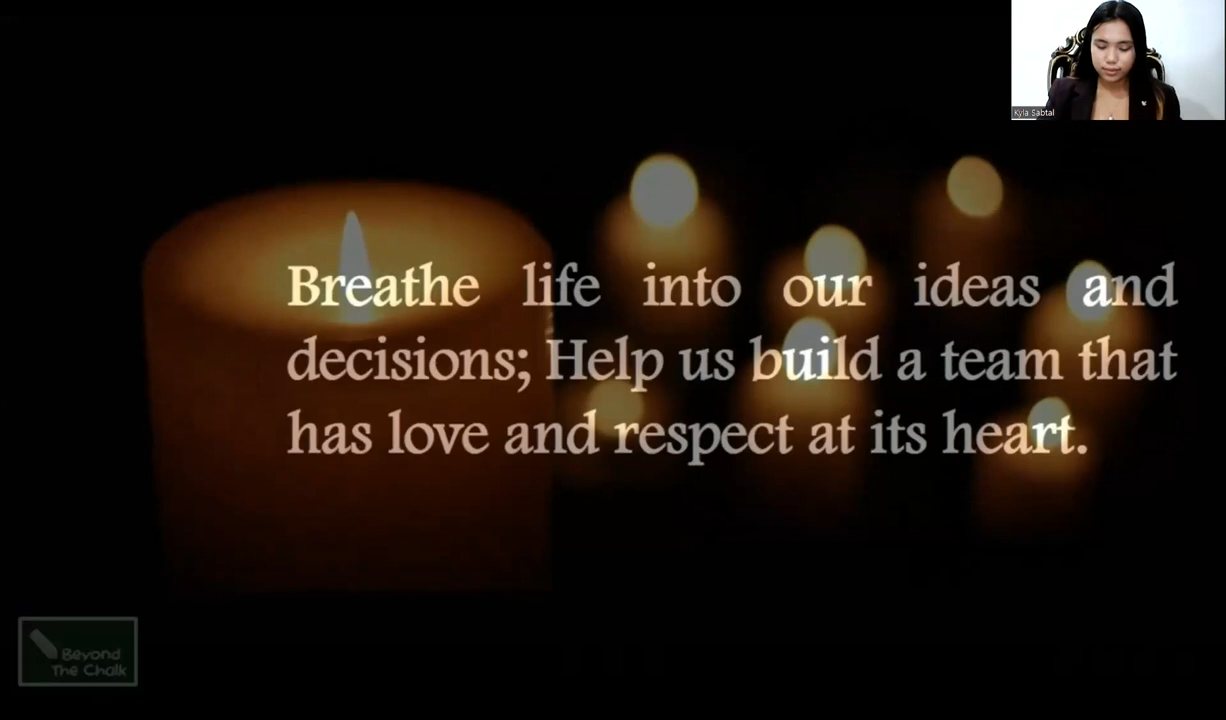 Kyla Sabtal
Breathe life into our ideas and
decisions; Help us build a team that
has love and respect at its heart.
Beyond
The Chalk